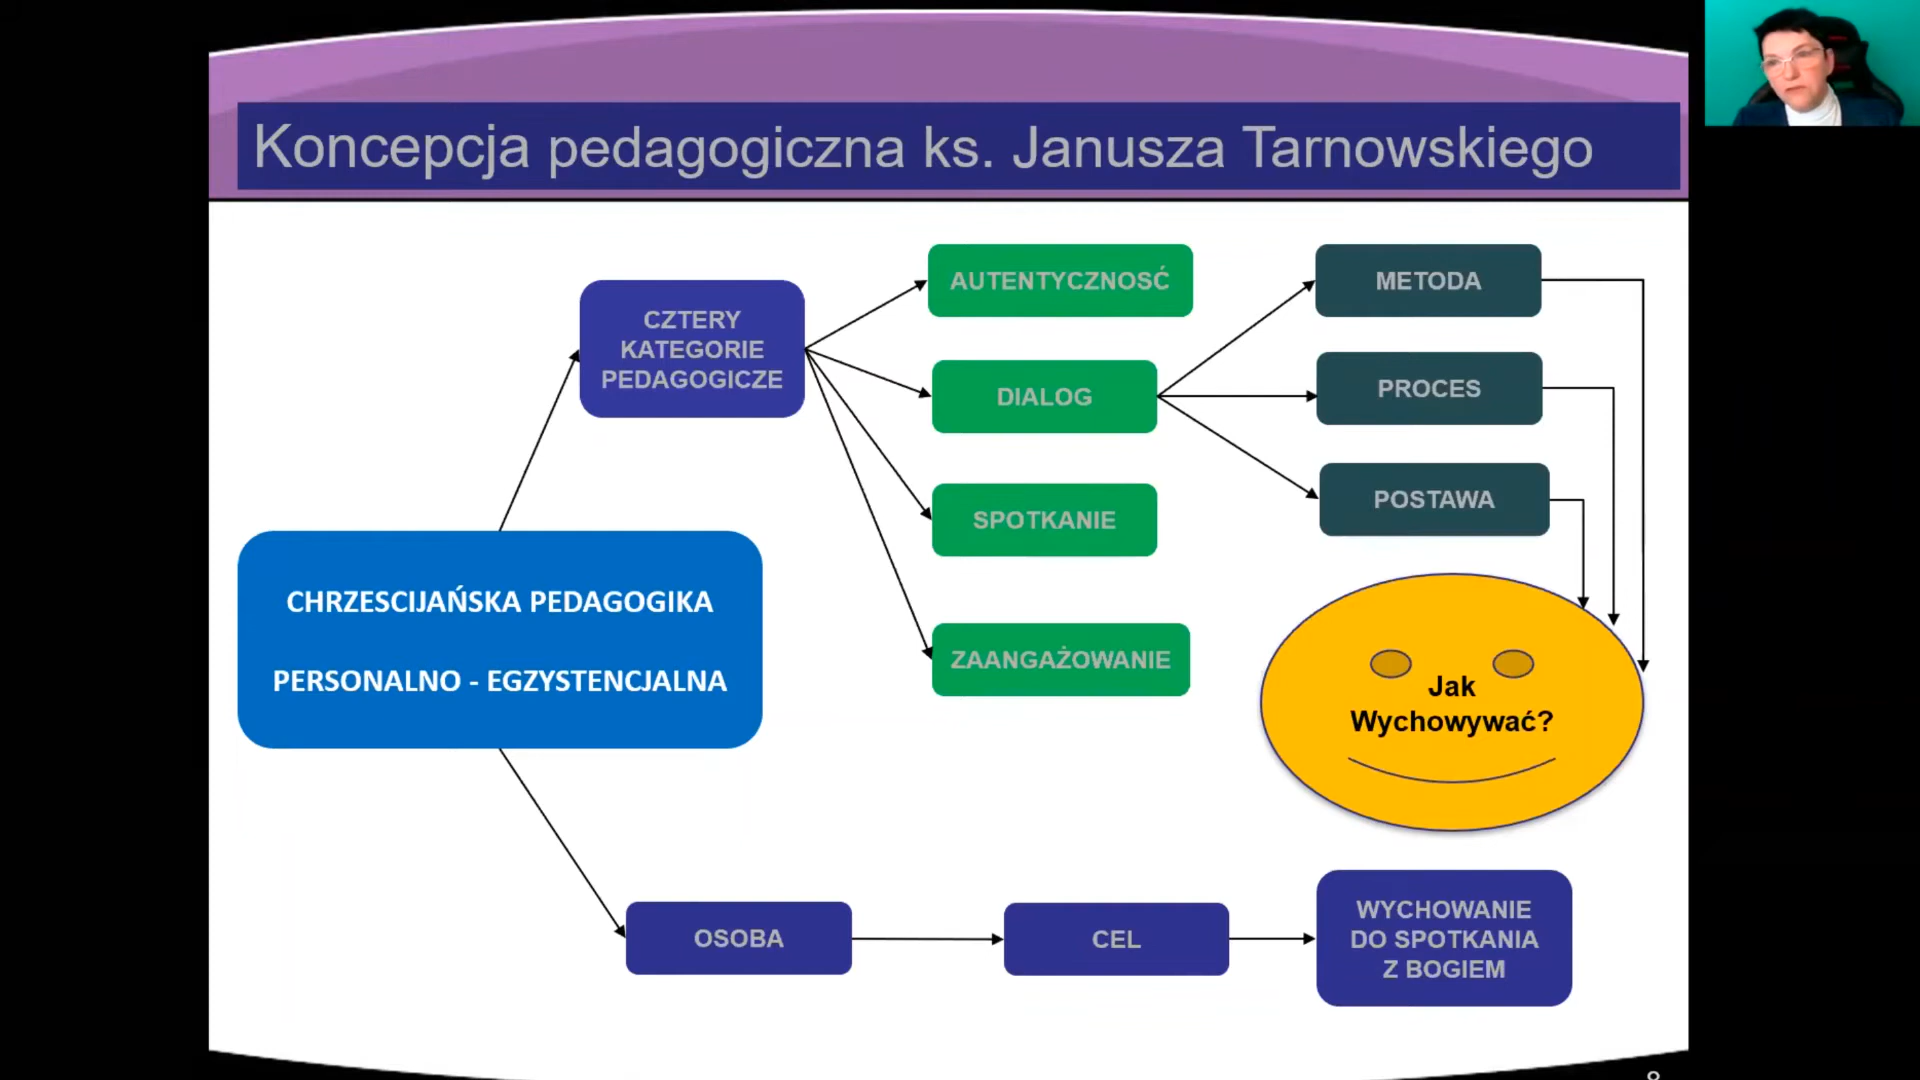 Koncepcja pedagogiczna ks. Janusza Tarnowskiego
CZTERY
KATEGORIE
PEDAGOGICZE
AUTENTYCZNOSĆ
DIALOG
SPOTKANIE
ZAANGAŻOWANIE
METODA
PROCES
POSTAWA
CHRZESCIJAŃSKA PEDAGOGIKA
PERSONALNO - EGZYSTENCJALNA
Jak
Wychowywać?
OSOBA
CEL
WYCHOWANIE
DO SPOTKANIA
Z BOGIEM